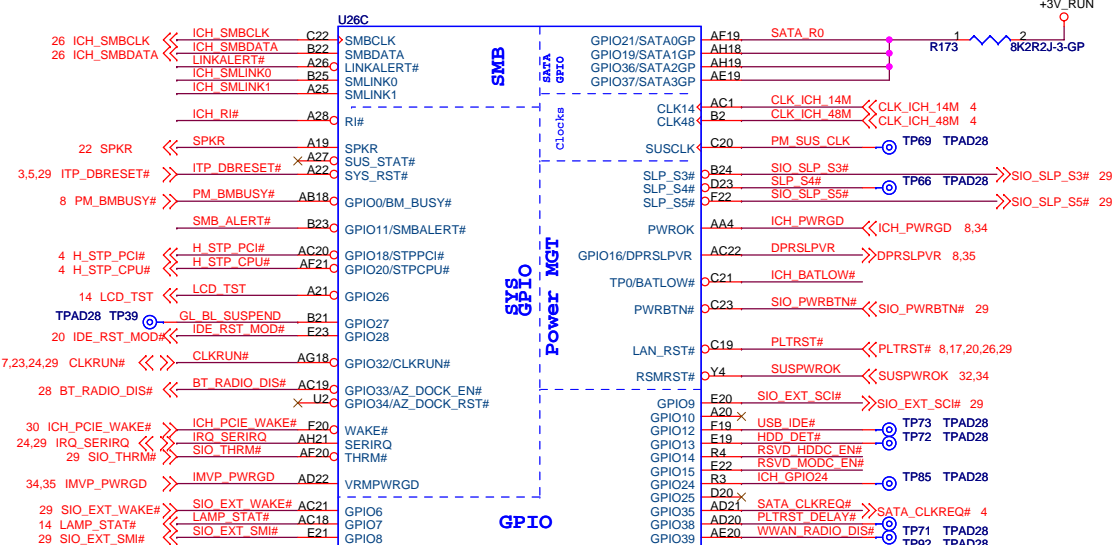 +3V_RUN
U26C
26 ICH_SMBCLK ICH_SMBCLK C22 SMBCLK
26 ICH_SMBDATA ICH_SMBDATA B22 SMBDATA
LINKALERT# A26 LINKALERT#
ICH_SMLINK0 B25 SMLINK0
ICH_SMLINK1 A25 SMLINK1
ICH_RI# A28 RI#
22 SPKR SPKR A19 SPKR
A27 SUS_STAT#
3,5,29 ITP_DBRESET# ITP_DBRESET# A22 SYS_RST#
8 PM_BMBUSY# PM_BMBUSY# AB18 GPIO0/BM_BUSY#
SMB_ALERT# B23 GPIO11/SMBALERT#
4 H_STP_PCI# H_STP_PCI# AC20 GPIO18/STPPCI#
4 H_STP_CPU# H_STP_CPU# AF21 GPIO20/STPCPU#
14 LCD_TST LCD_TST A21 GPIO26
TPAD28 TP39 GL_BL_SUSPEND B21 GPIO27
20 IDE_RST_MOD# IDE_RST_MOD# E23 GPIO28
7,23,24,29 CLKRUN# CLKRUN# AG18 GPIO32/CLKRUN#
28 BT_RADIO_DIS# BT_RADIO_DIS# AC19 GPIO33/AZ_DOCK_EN#
U2 GPIO34/AZ_DOCK_RST#
30 ICH_PCIE_WAKE# ICH_PCIE_WAKE# F20 WAKE#
24,29 IRQ_SERIRQ IRQ_SERIRQ AH21 SERIRQ
29 SIO_THRM# SIO_THRM# AF20 THRM#
34,35 IMVP_PWRGD IMVP_PWRGD AD22 VRMPWRGD
29 SIO_EXT_WAKE# SIO_EXT_WAKE# AC21 GPIO6
14 LAMP_STAT# LAMP_STAT# AC18 GPIO7
29 SIO_EXT_SMI# SIO_EXT_SMI# E21 GPIO8
SMB
SATA
GPIO
Clocks
SYS
GPIO
Power MGT
GPIO
GPIO21/SATA0GP AF19 SATA_R0 R173 1 2 8K2R2J-3-GP
GPIO19/SATA1GP AH18
GPIO36/SATA2GP AH19
GPIO37/SATA3GP AE19
CLK14 AC1 CLK_ICH_14M CLK_ICH_14M 4
CLK48 B2 CLK_ICH_48M CLK_ICH_48M 4
SUSCLK C20 PM_SUS_CLK TP69 TPAD28
SLP_S3# B24 SIO_SLP_S3# SIO_SLP_S3# 29
SLP_S4# D23 SLP_S4# TP66 TPAD28
SLP_S5# F22 SIO_SLP_S5# SIO_SLP_S5# 29
PWROK AA4 ICH_PWRGD ICH_PWRGD 8,34
GPIO16/DPRSLPVR AC22 DPRSLPVR DPRSLPVR 8,35
TP0/BATLOW# C21 ICH_BATLOW#
PWRBTN# C23 SIO_PWRBTN# SIO_PWRBTN# 29
LAN_RST# C19 PLTRST# PLTRST# 8,17,20,26,29
RSMRST# Y4 SUSPWROK SUSPWROK 32,34
GPIO9 E20 SIO_EXT_SCI# SIO_EXT_SCI# 29
GPIO10 A20
GPIO12 F19 USB_IDE# TP73 TPAD28
GPIO13 E19 HDD_DET# TP72 TPAD28
GPIO14 R4 RSVD_HDDC_EN#
GPIO15 E22 RSVD_MODC_EN#
GPIO24 R3 ICH_GPIO24 TP85 TPAD28
GPIO25 D20
GPIO35 AD21 SATA_CLKREQ# SATA_CLKREQ# 4
GPIO38 AD20 PLTRST_DELAY# TP71 TPAD28
GPIO39 AE20 WWAN_RADIO_DIS# TP92 TPAD28